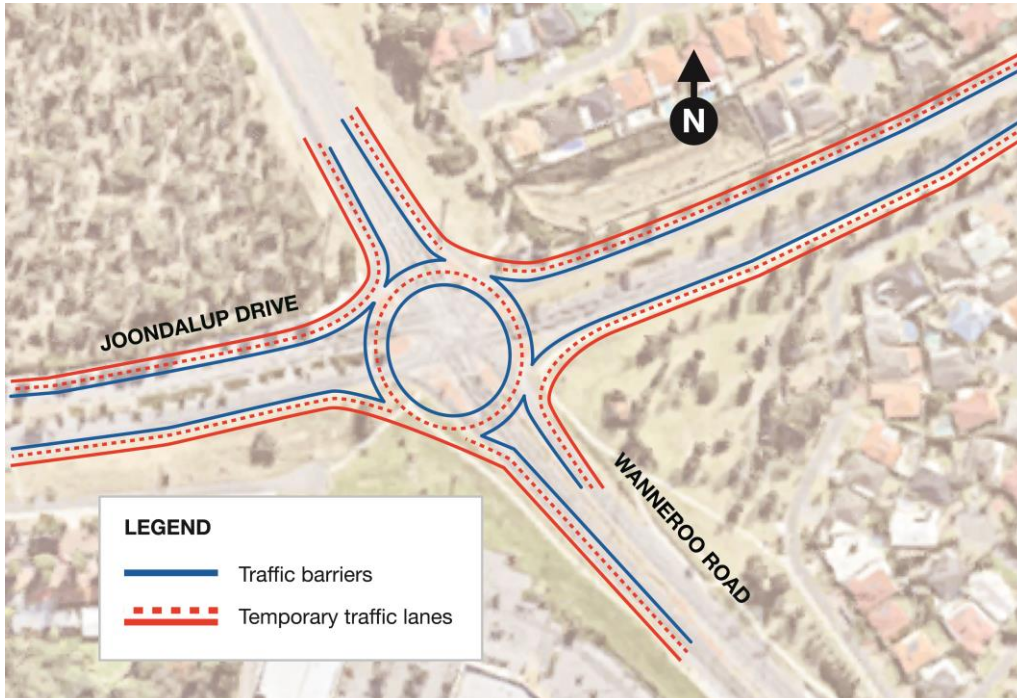 N
JOONDALUP DRIVE
WANNEROO ROAD
LEGEND
Traffic barriers
Temporary traffic lanes